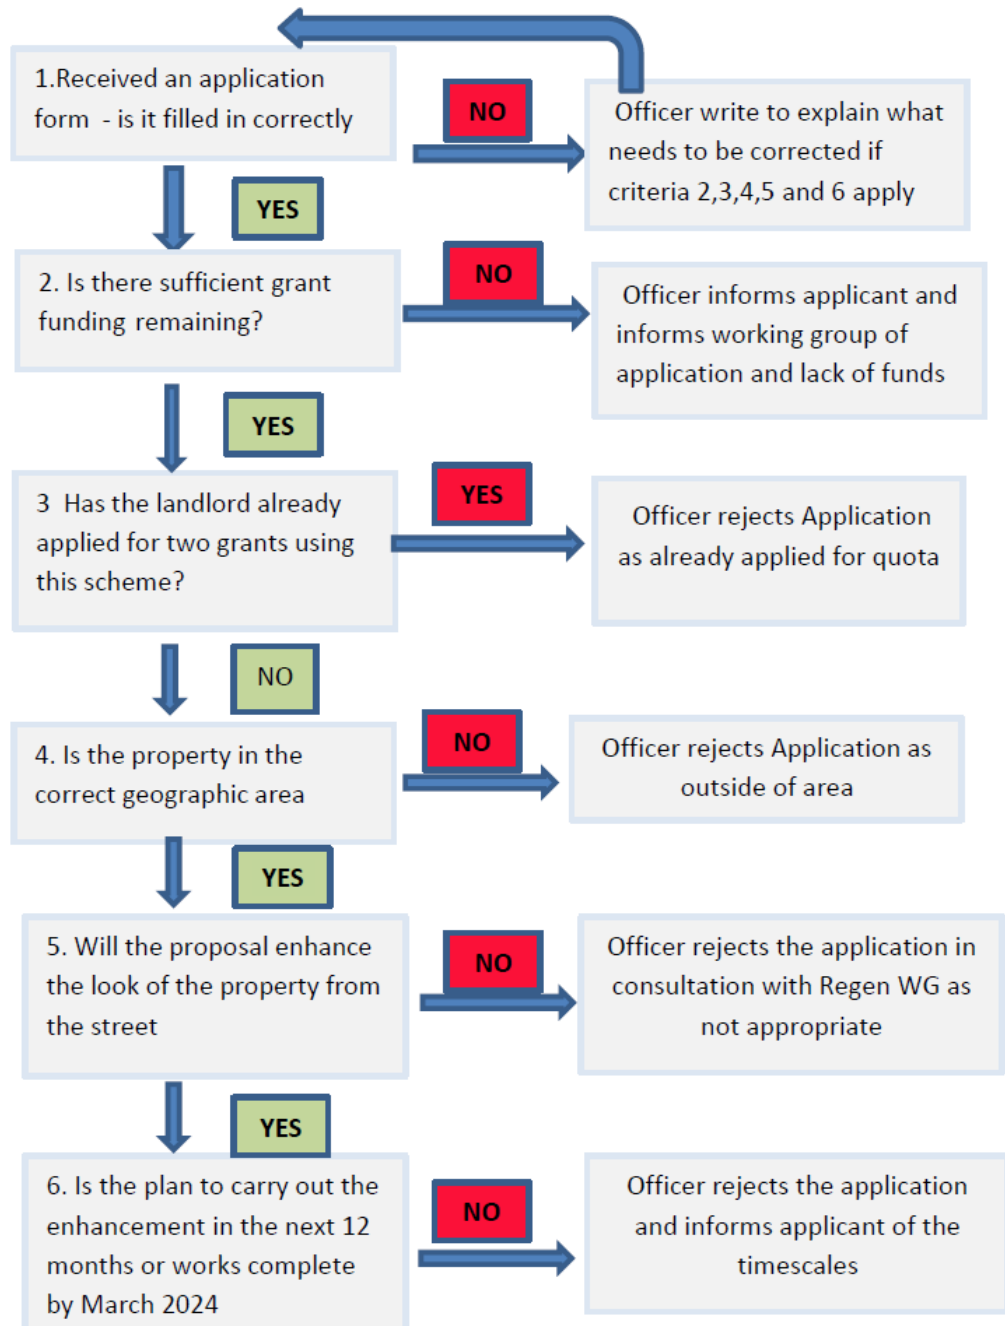 1.Received an application
form - is it filled in correctly
NO
Officer write to explain what
needs to be corrected if
criteria 2,3,4,5 and 6 apply
YES
2. Is there sufficient grant
funding remaining?
NO
Officer informs applicant and
informs working group of
application and lack of funds
YES
3 Has the landlord already
applied for two grants using
this scheme?
YES
Officer rejects Application
as already applied for quota
NO
4. Is the property in the
correct geographic area
NO
Officer rejects Application as
outside of area
YES
5. Will the proposal enhance
the look of the property from
the street
NO
Officer rejects the application in
consultation with Regen WG as
not appropriate
YES
6. Is the plan to carry out the
enhancement in the next 12
months or works complete
by March 2024
NO
Officer rejects the application
and informs applicant of the
timescales